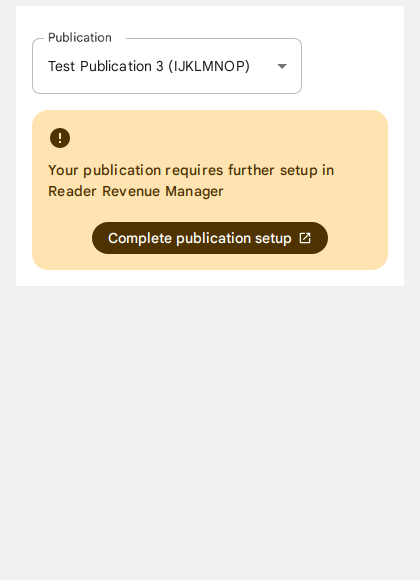 Publication
Test Publication 3 (IJKLMNOP)
Your publication requires further setup in
Reader Revenue Manager
Complete publication setup